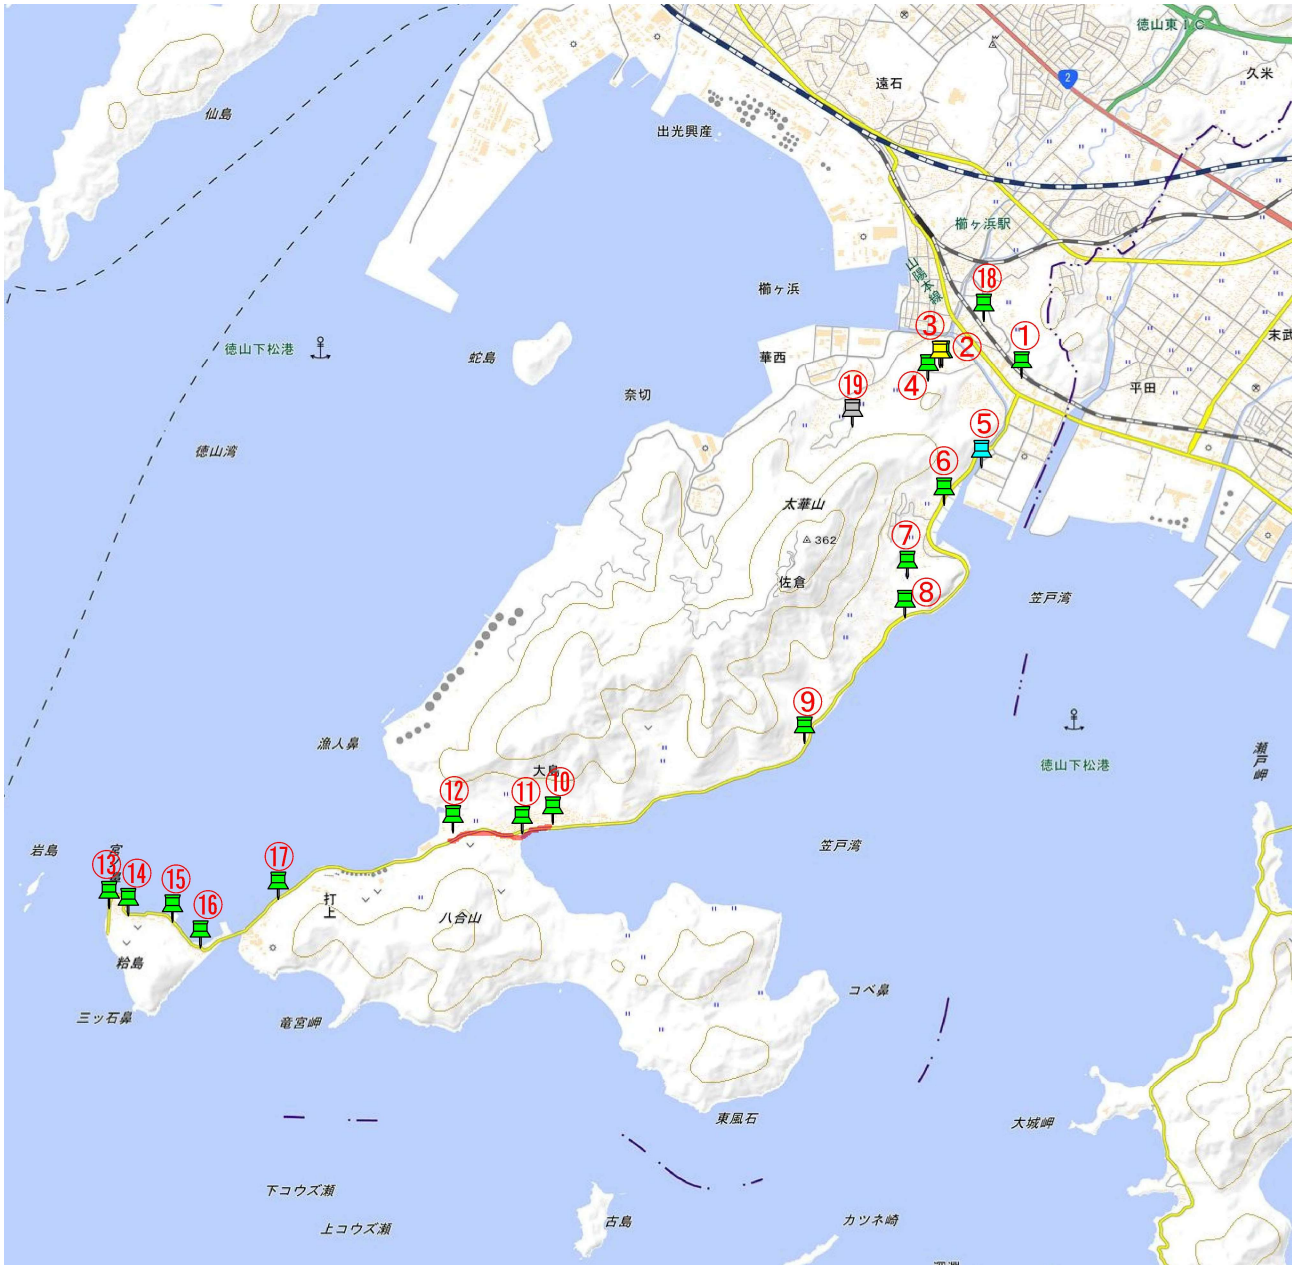 徳山東IC
2
久米
遠石
仙島
出光興産
櫛ヶ浜駅
山陽本線
櫛ヶ浜
⑱
③
②
①
末武
徳山下松港
蛇島
華西
④
平田
⑲
奈切
⑤
徳山湾
⑥
太華山
362
⑦
佐倉
⑧
笠戸湾
⑨
漁人鼻
瀬戸岬
徳山下松港
大島
⑩
⑫
⑪
笠戸湾
岩島
⑬
⑭
⑮
⑯
⑰
打上
八合山
粭島
コベ鼻
三ッ石鼻
竜宮岬
東風石
大城岬
下コウズ瀬
上コウズ瀬
古島
カツネ崎